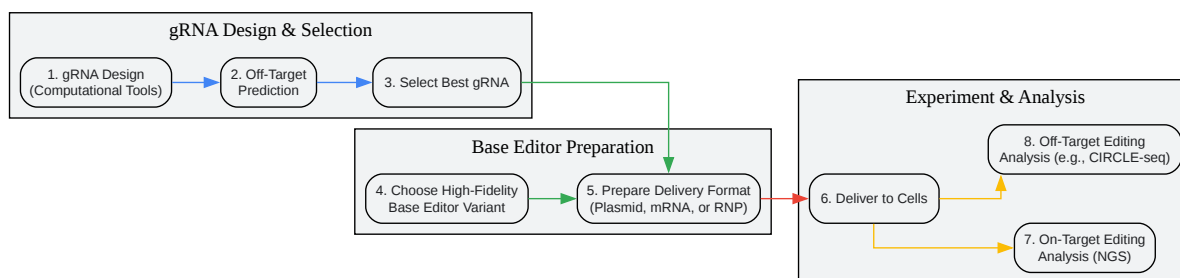 gRNA Design & Selection
1. gRNA Design
(Computational Tools)
2. Off-Target
Prediction
3. Select Best gRNA
Base Editor Preparation
4. Choose High-Fidelity
Base Editor Variant
5. Prepare Delivery Format
(Plasmid, mRNA, or RNP)
Experiment & Analysis
6. Deliver to Cells
8. Off-Target Editing
Analysis (e.g., CIRCLE-seq)
7. On-Target Editing
Analysis (NGS)